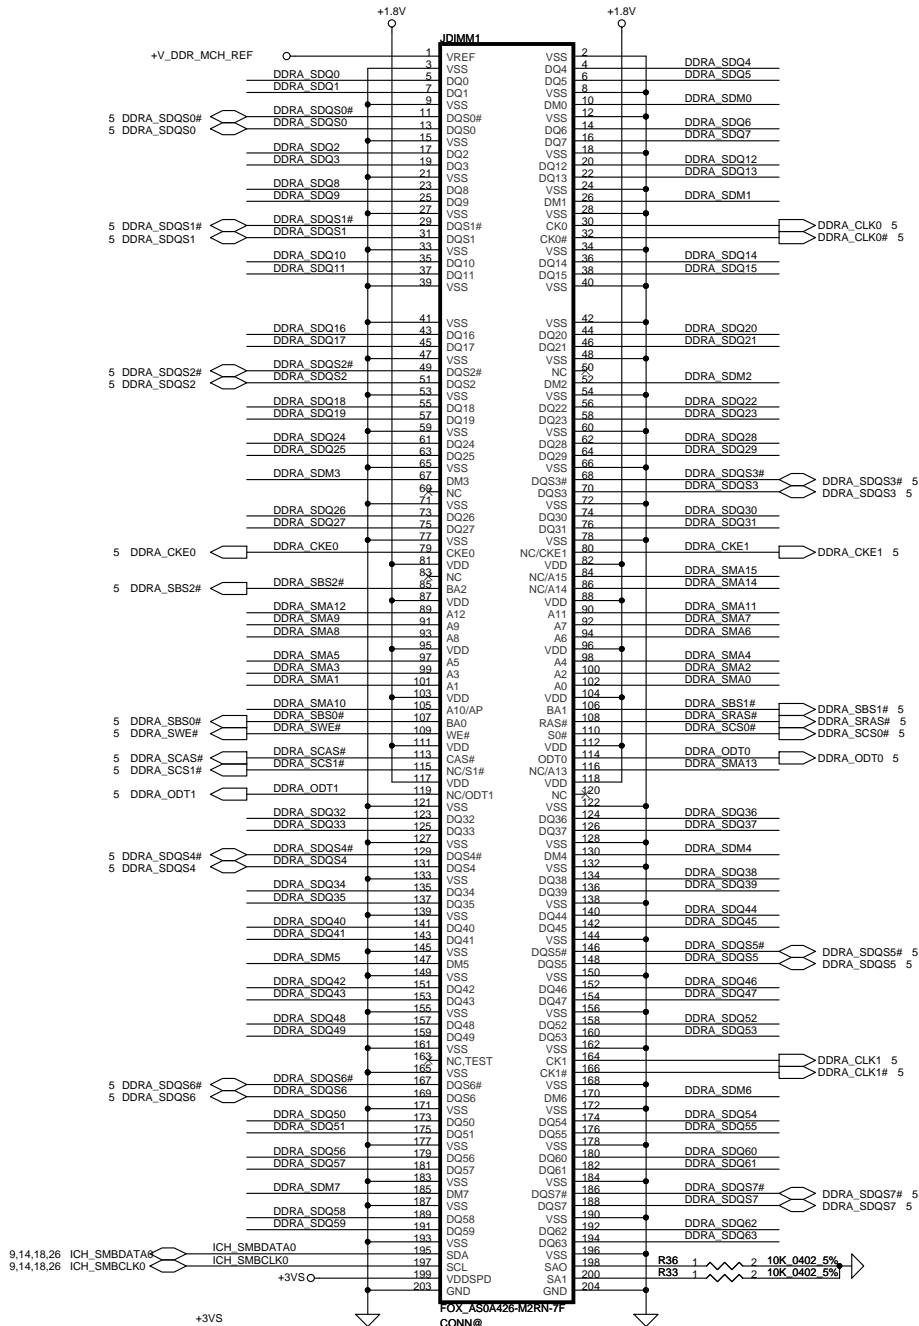 +1.8V +1.8V
JDIMM1
+V_DDR_MCH_REF 1 VREF VSS 2
3 VSS DQ4 4 DDRA_SDQ4
DDRA_SDQ0 5 DQ0 DQ5 6 DDRA_SDQ5
DDRA_SDQ1 7 DQ1 VSS 8
9 VSS DM0 10 DDRA_SDM0
5 DDRA_SDQS0# DDRA_SDQS0# 11 DQS0# VSS 12
5 DDRA_SDQS0 DDRA_SDQS0 13 DQS0 DQ6 14 DDRA_SDQ6
15 VSS DQ7 16 DDRA_SDQ7
DDRA_SDQ2 17 DQ2 VSS 18
DDRA_SDQ3 19 DQ3 DQ12 20 DDRA_SDQ12
21 VSS DQ13 22 DDRA_SDQ13
DDRA_SDQ8 23 DQ8 VSS 24
DDRA_SDQ9 25 DQ9 DM1 26 DDRA_SDM1
27 VSS VSS 28
5 DDRA_SDQS1# DDRA_SDQS1# 29 DQS1# CK0 30 DDRA_CLK0 5
5 DDRA_SDQS1 DDRA_SDQS1 31 DQS1 CK0# 32 DDRA_CLK0# 5
33 VSS VSS 34
DDRA_SDQ10 35 DQ10 DQ14 36 DDRA_SDQ14
DDRA_SDQ11 37 DQ11 DQ15 38 DDRA_SDQ15
39 VSS VSS 40
41 VSS VSS 42
DDRA_SDQ16 43 DQ16 DQ20 44 DDRA_SDQ20
DDRA_SDQ17 45 DQ17 DQ21 46 DDRA_SDQ21
47 VSS VSS 48
5 DDRA_SDQS2# DDRA_SDQS2# 49 DQS2# NC 50
5 DDRA_SDQS2 DDRA_SDQS2 51 DQS2 DM2 52 DDRA_SDM2
53 VSS VSS 54
DDRA_SDQ18 55 DQ18 DQ22 56 DDRA_SDQ22
DDRA_SDQ19 57 DQ19 DQ23 58 DDRA_SDQ23
59 VSS VSS 60
DDRA_SDQ24 61 DQ24 DQ28 62 DDRA_SDQ28
DDRA_SDQ25 63 DQ25 DQ29 64 DDRA_SDQ29
65 VSS VSS 66
DDRA_SDM3 67 DM3 DQS3# 68 DDRA_SDQS3# DDRA_SDQS3# 5
69 NC DQS3 70 DDRA_SDQS3 DDRA_SDQS3 5
71 VSS VSS 72
DDRA_SDQ26 73 DQ26 DQ30 74 DDRA_SDQ30
DDRA_SDQ27 75 DQ27 DQ31 76 DDRA_SDQ31
77 VSS VSS 78
5 DDRA_CKE0 DDRA_CKE0 79 CKE0 NC/CKE1 80 DDRA_CKE1 DDRA_CKE1 5
81 VDD VDD 82
83 NC NC/A15 84 DDRA_SMA15
5 DDRA_SBS2# DDRA_SBS2# 85 BA2 NC/A14 86 DDRA_SMA14
87 VDD VDD 88
DDRA_SMA12 89 A12 A11 90 DDRA_SMA11
DDRA_SMA9 91 A9 A7 92 DDRA_SMA7
DDRA_SMA8 93 A8 A6 94 DDRA_SMA6
95 VDD VDD 96
DDRA_SMA5 97 A5 A4 98 DDRA_SMA4
DDRA_SMA3 99 A3 A2 100 DDRA_SMA2
DDRA_SMA1 101 A1 A0 102 DDRA_SMA0
103 VDD VDD 104
DDRA_SMA10 105 A10/AP BA1 106 DDRA_SBS1# DDRA_SBS1# 5
5 DDRA_SBS0# DDRA_SBS0# 107 BA0 RAS# 108 DDRA_SRAS# DDRA_SRAS# 5
5 DDRA_SWE# DDRA_SWE# 109 WE# S0# 110 DDRA_SCS0# DDRA_SCS0# 5
111 VDD VDD 112
5 DDRA_SCAS# DDRA_SCAS# 113 CAS# ODT0 114 DDRA_ODT0 DDRA_ODT0 5
5 DDRA_SCS1# DDRA_SCS1# 115 NC/S1# NC/A13 116 DDRA_SMA13
117 VDD VDD 118
5 DDRA_ODT1 DDRA_ODT1 119 NC/ODT1 NC 120
121 VSS VSS 122
DDRA_SDQ32 123 DQ32 DQ36 124 DDRA_SDQ36
DDRA_SDQ33 125 DQ33 DQ37 126 DDRA_SDQ37
127 VSS VSS 128
5 DDRA_SDQS4# DDRA_SDQS4# 129 DQS4# DM4 130 DDRA_SDM4
5 DDRA_SDQS4 DDRA_SDQS4 131 DQS4 VSS 132
133 VSS DQ38 134 DDRA_SDQ38
DDRA_SDQ34 135 DQ34 DQ39 136 DDRA_SDQ39
DDRA_SDQ35 137 DQ35 VSS 138
139 VSS DQ44 140 DDRA_SDQ44
DDRA_SDQ40 141 DQ40 DQ45 142 DDRA_SDQ45
DDRA_SDQ41 143 DQ41 VSS 144
145 VSS DQS5# 146 DDRA_SDQS5# DDRA_SDQS5# 5
DDRA_SDM5 147 DM5 DQS5 148 DDRA_SDQS5 DDRA_SDQS5 5
149 VSS VSS 150
DDRA_SDQ42 151 DQ42 DQ46 152 DDRA_SDQ46
DDRA_SDQ43 153 DQ43 DQ47 154 DDRA_SDQ47
155 VSS VSS 156
DDRA_SDQ48 157 DQ48 DQ52 158 DDRA_SDQ52
DDRA_SDQ49 159 DQ49 DQ53 160 DDRA_SDQ53
161 VSS VSS 162
163 NC,TEST CK1 164 DDRA_CLK1 5
165 VSS CK1# 166 DDRA_CLK1# 5
5 DDRA_SDQS6# DDRA_SDQS6# 167 DQS6# VSS 168
5 DDRA_SDQS6 DDRA_SDQS6 169 DQS6 DM6 170 DDRA_SDM6
171 VSS VSS 172
DDRA_SDQ50 173 DQ50 DQ54 174 DDRA_SDQ54
DDRA_SDQ51 175 DQ51 DQ55 176 DDRA_SDQ55
177 VSS VSS 178
DDRA_SDQ56 179 DQ56 DQ60 180 DDRA_SDQ60
DDRA_SDQ57 181 DQ57 DQ61 182 DDRA_SDQ61
183 VSS VSS 184
DDRA_SDM7 185 DM7 DQS7# 186 DDRA_SDQS7# DDRA_SDQS7# 5
187 VSS DQS7 188 DDRA_SDQS7 DDRA_SDQS7 5
DDRA_SDQ58 189 DQ58 VSS 190
DDRA_SDQ59 191 DQ59 DQ62 192 DDRA_SDQ62
193 VSS DQ63 194 DDRA_SDQ63
9,14,18,26 ICH_SMBDATA0 ICH_SMBDATA0 195 SDA VSS 196
9,14,18,26 ICH_SMBCLK0 ICH_SMBCLK0 197 SCL SAO 198 R36 1 2 10K_0402_5%
+3VS 199 VDDSPD SA1 200 R33 1 2 10K_0402_5%
203 GND GND 204
FOX_AS0A426-M2RN-7F
+3VS CONN@